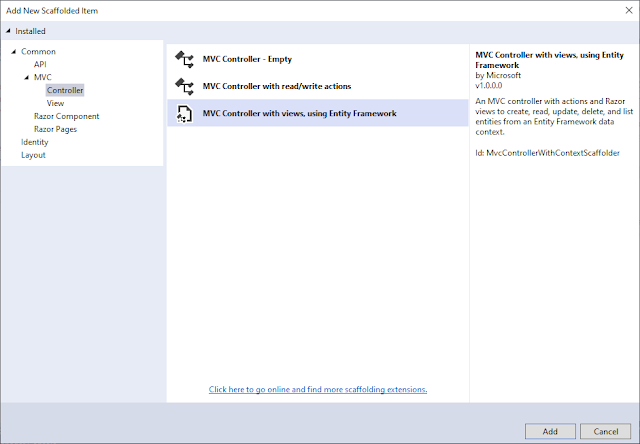 Add New Scaffolded Item
Installed
Common
API
MVC
Controller
View
Razor Component
Razor Pages
Identity
Layout
MVC Controller - Empty
MVC Controller with read/write actions
MVC Controller with views, using Entity Framework
Click here to go online and find more scaffolding extensions.
MVC Controller with views, using Entity
Framework
by Microsoft
v1.0.0.0
An MVC controller with actions and Razor
views to create, read, update, delete, and list
entities from an Entity Framework data
context.
Id: MvcControllerWithContextScaffolder
Add
Cancel